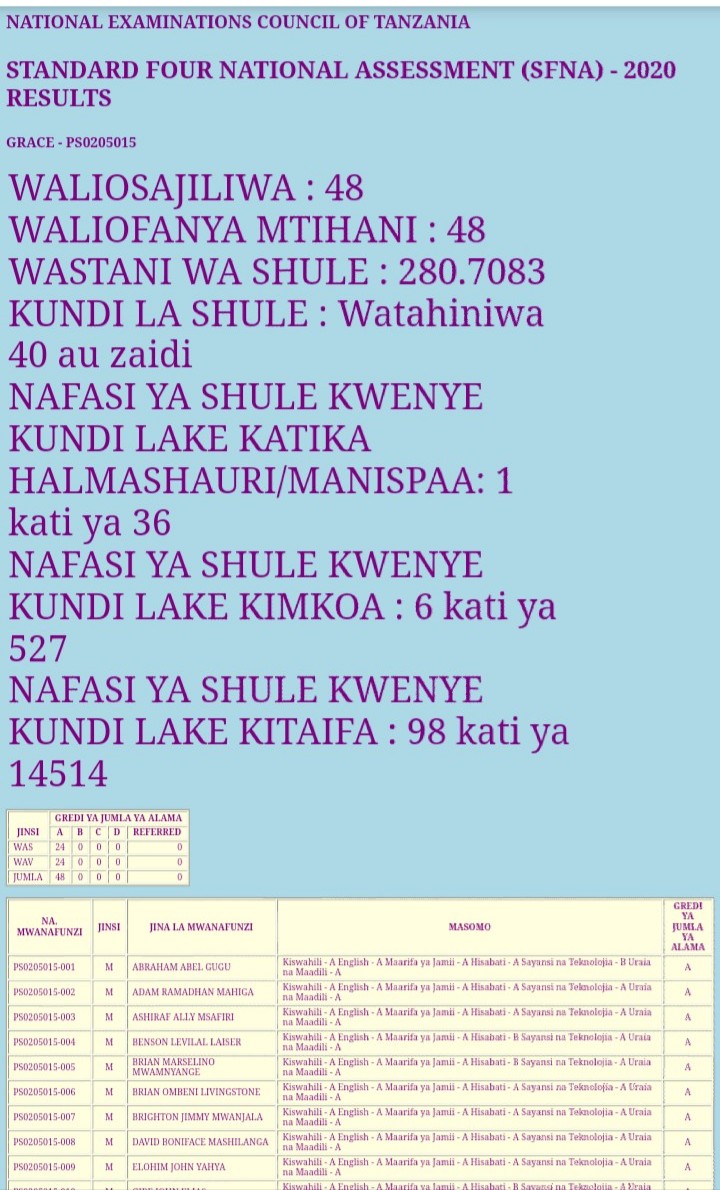 NATIONAL EXAMINATIONS COUNCIL OF TANZANIA
STANDARD FOUR NATIONAL ASSESSMENT (SFNA) - 2020
RESULTS
GRACE - PS0205015
WALIOSAJILIWA : 48
WALIOFANYA MTIHANI : 48
WASTANI WA SHULE : 280.7083
KUNDI LA SHULE : Watahiniwa
40 au zaidi
NAFASI YA SHULE KWENYE
KUNDI LAKE KATIKA
HALMASHAURI/MANISPAA: 1
kati ya 36
NAFASI YA SHULE KWENYE
KUNDI LAKE KIMKOA : 6 kati ya
527
NAFASI YA SHULE KWENYE
KUNDI LAKE KITAIFA : 98 kati ya
14514
GREDI YA JUMLA YA ALAMA
JINSI A B C D REFERRED
WAS 24 0 0 0 0
WAV 24 0 0 0 0
JUMLA 48 0 0 0 0
NA. MWANAFUNZI JINSI JINA LA MWANAFUNZI MASOMO GREDI YA JUMLA YA ALAMA
PS0205015-001 M ABRAHAM ABEL GUGU Kiswahili - A English - A Maarifa ya Jamii - A Hisabati - A Sayansi na Teknolojia - B Uraia
na Maadili - A A
PS0205015-002 M ADAM RAMADHAN MAHIGA Kiswahili - A English - A Maarifa ya Jamii - A Hisabati - A Sayansi na Teknolojia - A Uraia
na Maadili - A A
PS0205015-003 M ASHIRAF ALLY MSAFIRI Kiswahili - A English - A Maarifa ya Jamii - A Hisabati - A Sayansi na Teknolojia - A Uraia
na Maadili - A A
PS0205015-004 M BENSON LEVILAL LAISER Kiswahili - A English - A Maarifa ya Jamii - A Hisabati - B Sayansi na Teknolojia - A Uraia
na Maadili - A A
PS0205015-005 M BRIAN MARSELINO MWAMNYANGE Kiswahili - A English - A Maarifa ya Jamii - A Hisabati - B Sayansi na Teknolojia - A Uraia
na Maadili - A A
PS0205015-006 M BRIAN OMBENI LIVINGSTONE Kiswahili - A English - A Maarifa ya Jamii - A Hisabati - A Sayansi na Teknolojia - A Uraia
na Maadili - A A
PS0205015-007 M BRIGHTON JIMMY MWANJALA Kiswahili - A English - A Maarifa ya Jamii - A Hisabati - A Sayansi na Teknolojia - A Uraia
na Maadili - A A
PS0205015-008 M DAVID BONIFACE MASHILANGA Kiswahili - A English - A Maarifa ya Jamii - A Hisabati - A Sayansi na Teknolojia - A Uraia
na Maadili - A A
PS0205015-009 M ELOHIM JOHN YAHYA Kiswahili - A English - A Maarifa ya Jamii - A Hisabati - A Sayansi na Teknolojia - A Uraia
na Maadili - A A
Kiswahili - A English - A Maarifa ya Jamii - A Hisabati - B Sayansi na Teknolojia - A Uraia